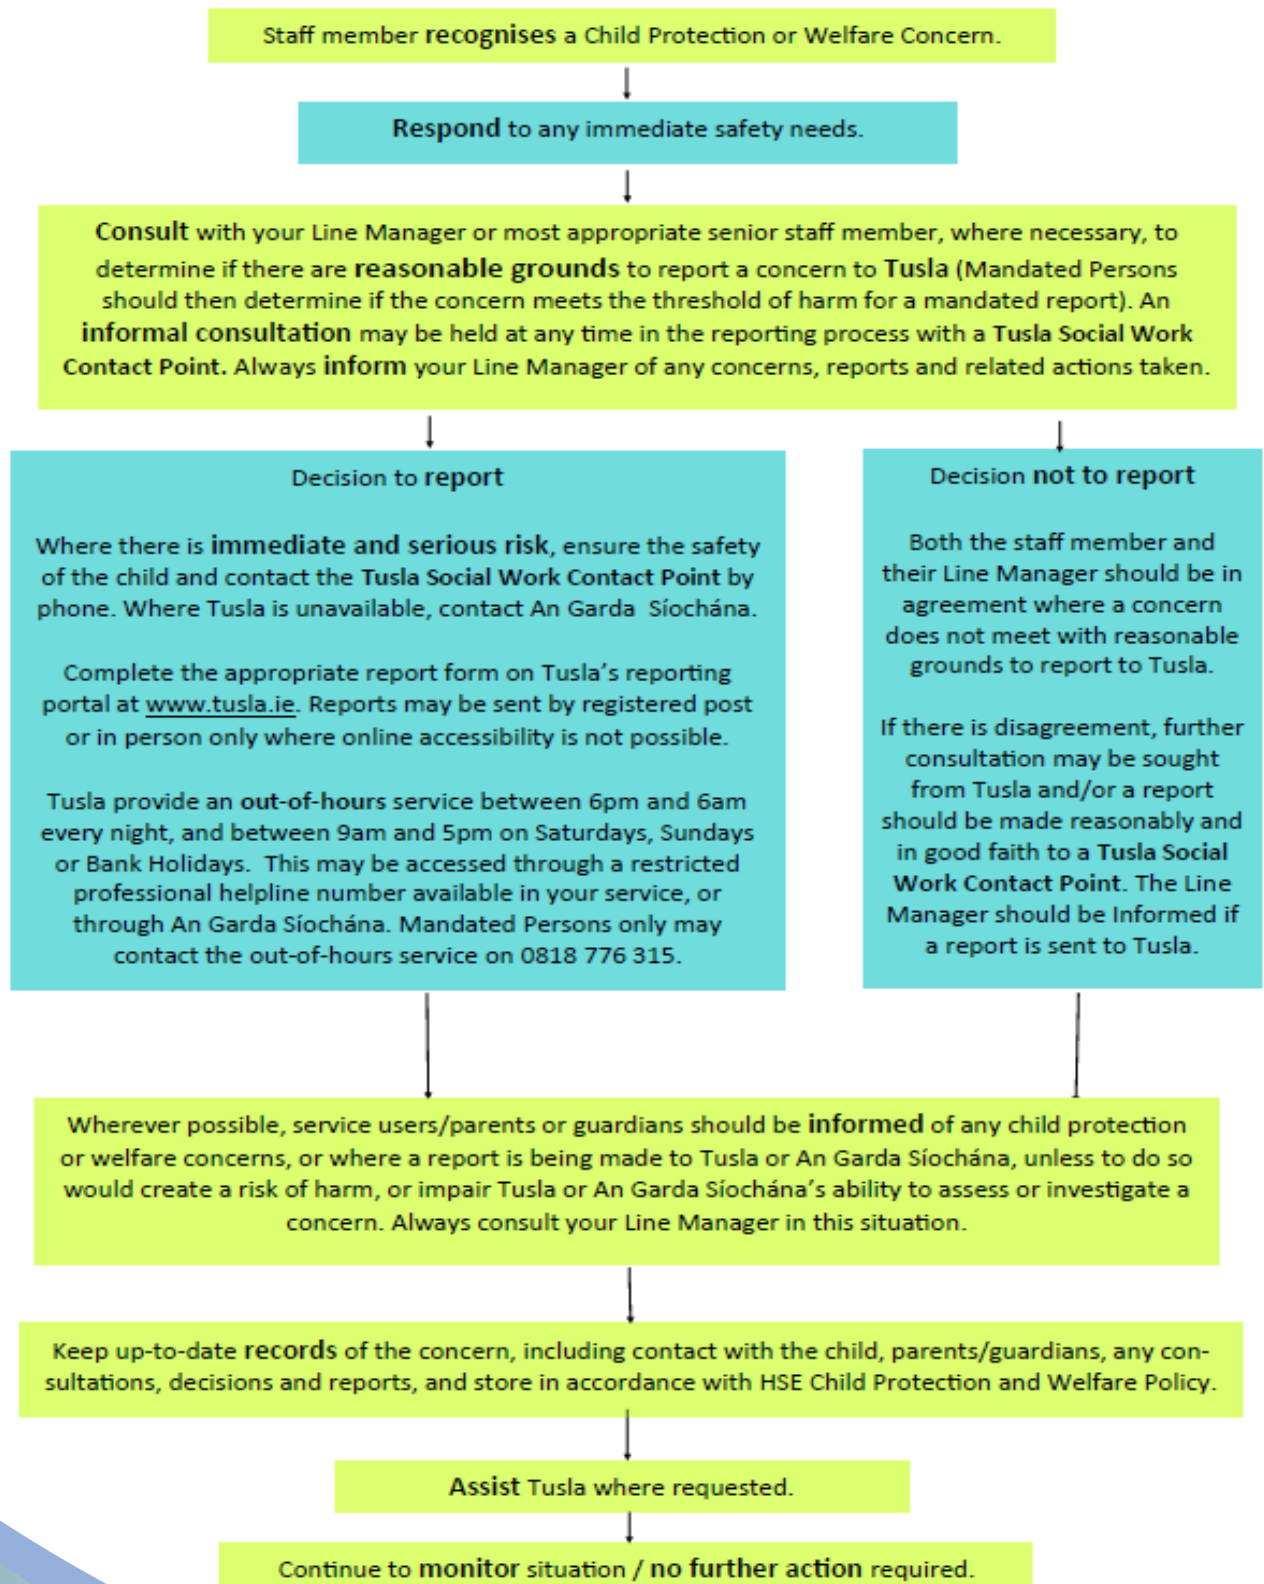 Staff member recognises a Child Protection or Welfare Concern.
Respond to any immediate safety needs.
Consult with your Line Manager or most appropriate senior staff member, where necessary, to
determine if there are reasonable grounds to report a concern to Tusla (Mandated Persons
should then determine if the concern meets the threshold of harm for a mandated report). An
informal consultation may be held at any time in the reporting process with a Tusla Social Work
Contact Point. Always inform your Line Manager of any concerns, reports and related actions taken.
Decision to report
Where there is immediate and serious risk, ensure the safety
of the child and contact the Tusla Social Work Contact Point by
phone. Where Tusla is unavailable, contact An Garda Síochána.
Complete the appropriate report form on Tusla’s reporting
portal at www.tusla.ie. Reports may be sent by registered post
or in person only where online accessibility is not possible.
Tusla provide an out-of-hours service between 6pm and 6am
every night, and between 9am and 5pm on Saturdays, Sundays
or Bank Holidays. This may be accessed through a restricted
professional helpline number available in your service, or
through An Garda Síochána. Mandated Persons only may
contact the out-of-hours service on 0818 776 315.
Decision not to report
Both the staff member and
their Line Manager should be in
agreement where a concern
does not meet with reasonable
grounds to report to Tusla.
If there is disagreement, further
consultation may be sought
from Tusla and/or a report
should be made reasonably and
in good faith to a Tusla Social
Work Contact Point. The Line
Manager should be Informed if
a report is sent to Tusla.
Wherever possible, service users/parents or guardians should be informed of any child protection
or welfare concerns, or where a report is being made to Tusla or An Garda Síochána, unless to do so
would create a risk of harm, or impair Tusla or An Garda Síochána’s ability to assess or investigate a
concern. Always consult your Line Manager in this situation.
Keep up-to-date records of the concern, including contact with the child, parents/guardians, any con-
sultations, decisions and reports, and store in accordance with HSE Child Protection and Welfare Policy.
Assist Tusla where requested.
Continue to monitor situation / no further action required.